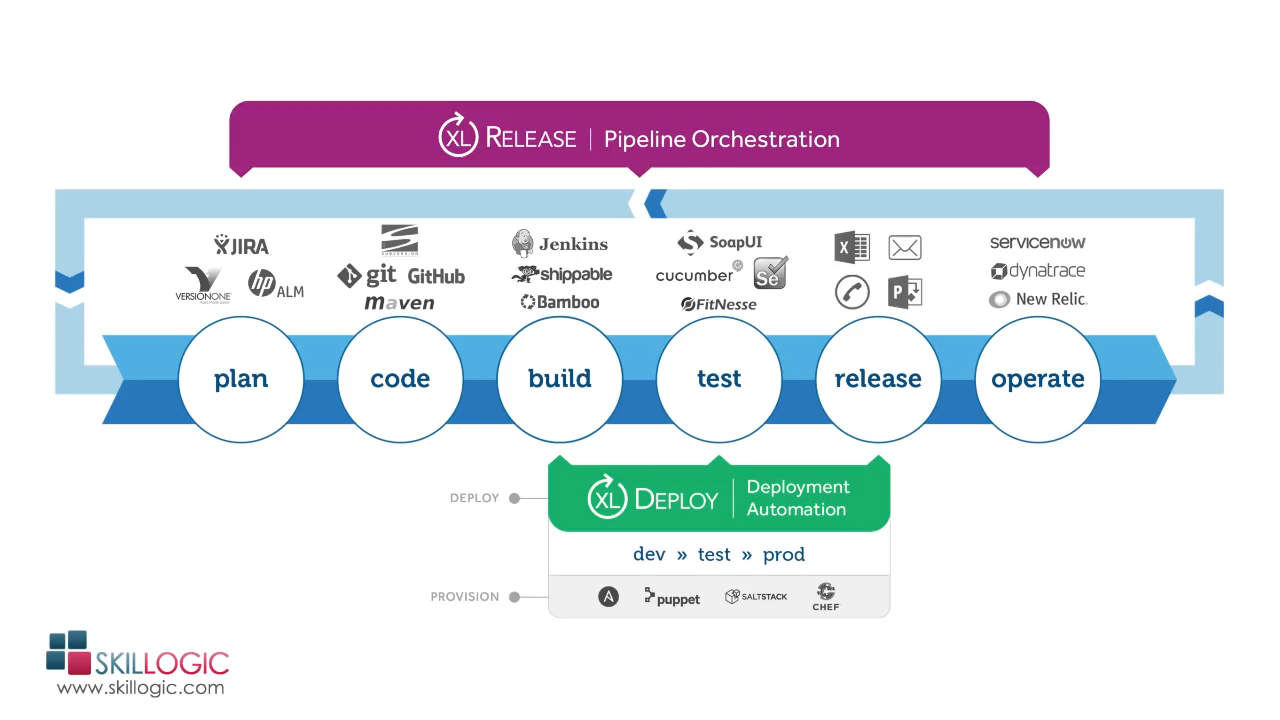 XL RELEASE | Pipeline Orchestration
JIRA
VERSIONONE
hp ALM
SUBVERSION
git GitHub
maven
Jenkins
shippable
Bamboo
SoapUI
cucumber Se
FitNesse
X
P
servicenow
dynatrace
New Relic.
plan code build test release operate
DEPLOY
XL DEPLOY | Deployment
Automation
dev » test » prod
PROVISION
A puppet SALTSTACK CHEF
SKILLOGIC
www.skillogic.com